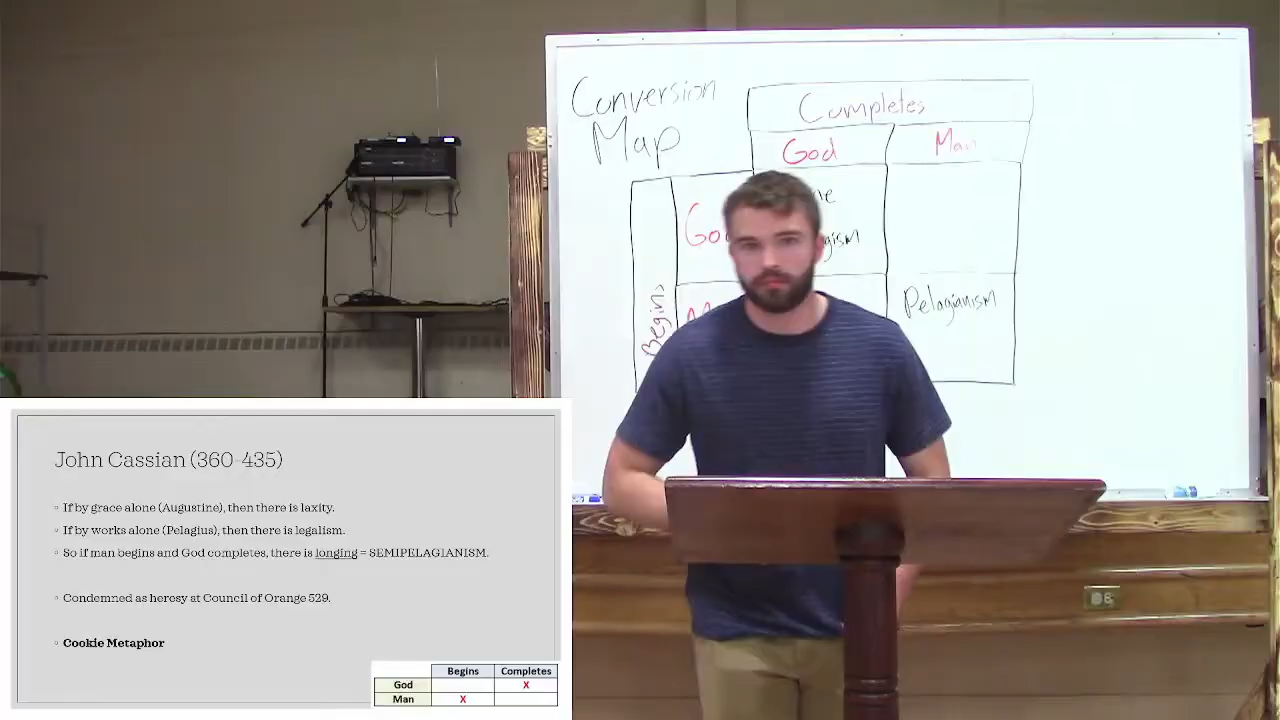 Conversion
Map
Completes
God
Man
Begins
Pelagianism
John Cassian (360-435)
▫ If by grace alone (Augustine), then there is laxity.
▫ If by works alone (Pelagius), then there is legalism.
▫ So if man begins and God completes, there is longing = SEMIPELAGIANISM.
▫ Condemned as heresy at Council of Orange 529.
▫ Cookie Metaphor
Begins Completes
God X
Man X